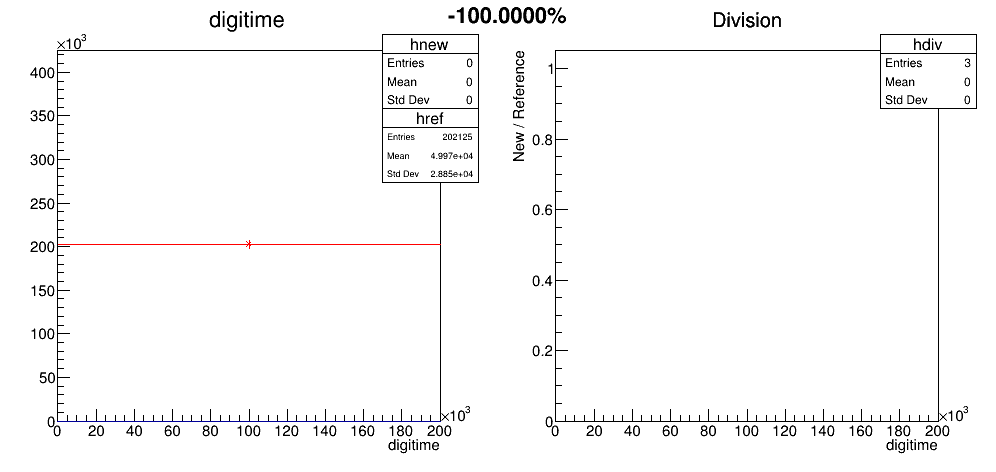 -100.0000%
digitime
×10³
hnew
Entries 0
Mean 0
Std Dev 0
href
Entries 202125
Mean 4.997e+04
Std Dev 2.885e+04
400
350
300
250
200
150
100
50
0
0 20 40 60 80 100 120 140 160 180 200
×10³
digitime
Division
hdiv
Entries 3
Mean 0
Std Dev 0
New / Reference
1
0.8
0.6
0.4
0.2
0
0 20 40 60 80 100 120 140 160 180 200
×10³
digitime